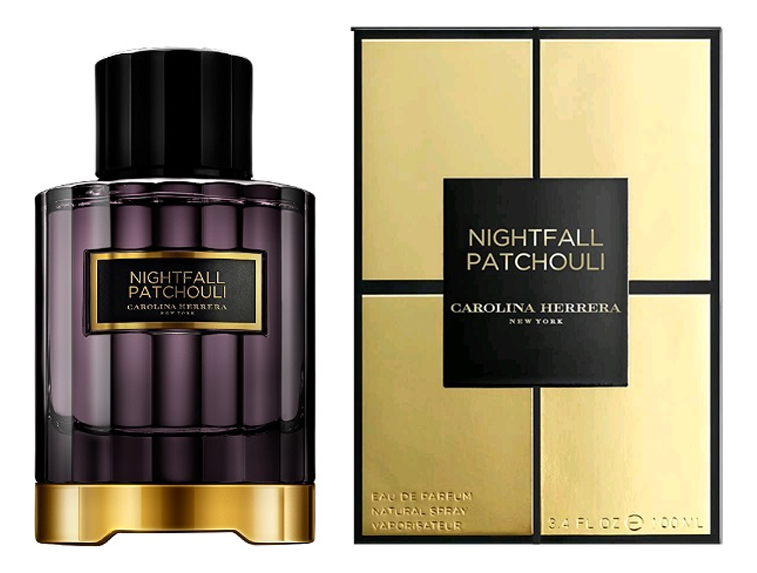 NIGHTFALL
PATCHOULI
CAROLINA HERRERA
NEW YORK
NIGHTFALL
PATCHOULI
CAROLINA HERRERA
NEW YORK
EAU DE PARFUM
NATURAL SPRAY
VAPORISATEUR
3.4 FL OZ ℮ 100 ML